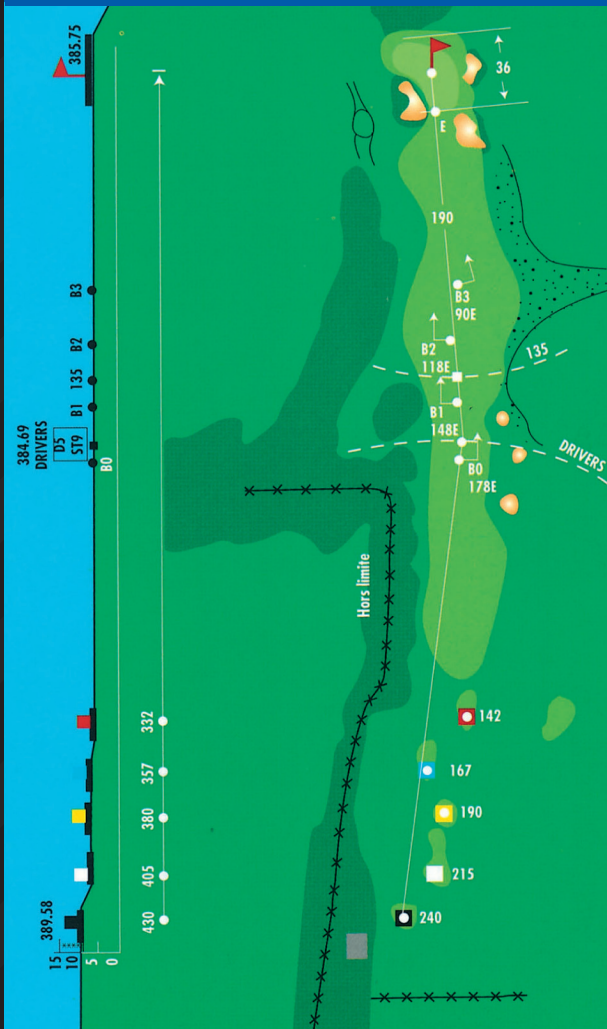 385.75
B3
B2
135
B1
384.69
DRIVERS
D5
ST9
B0
332
357
380
405
430
389.58
15
10
5
0
36
E
190
B3
90E
B2
118E
135
B1
148E
DRIVERS
B0
178E
Hors limite
142
167
190
215
240